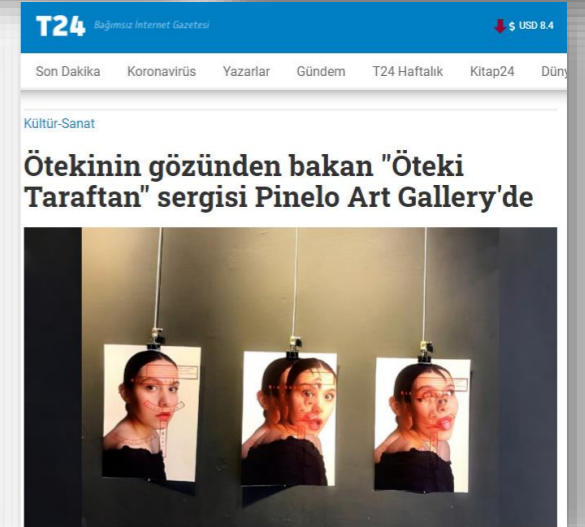 T24 Bağımsız İnternet Gazetesi $ USD 8.4
Son Dakika Koronavirüs Yazarlar Gündem T24 Haftalık Kitap24 Düny
Kültür-Sanat
Ötekinin gözünden bakan "Öteki
Taraftan" sergisi Pinelo Art Gallery'de